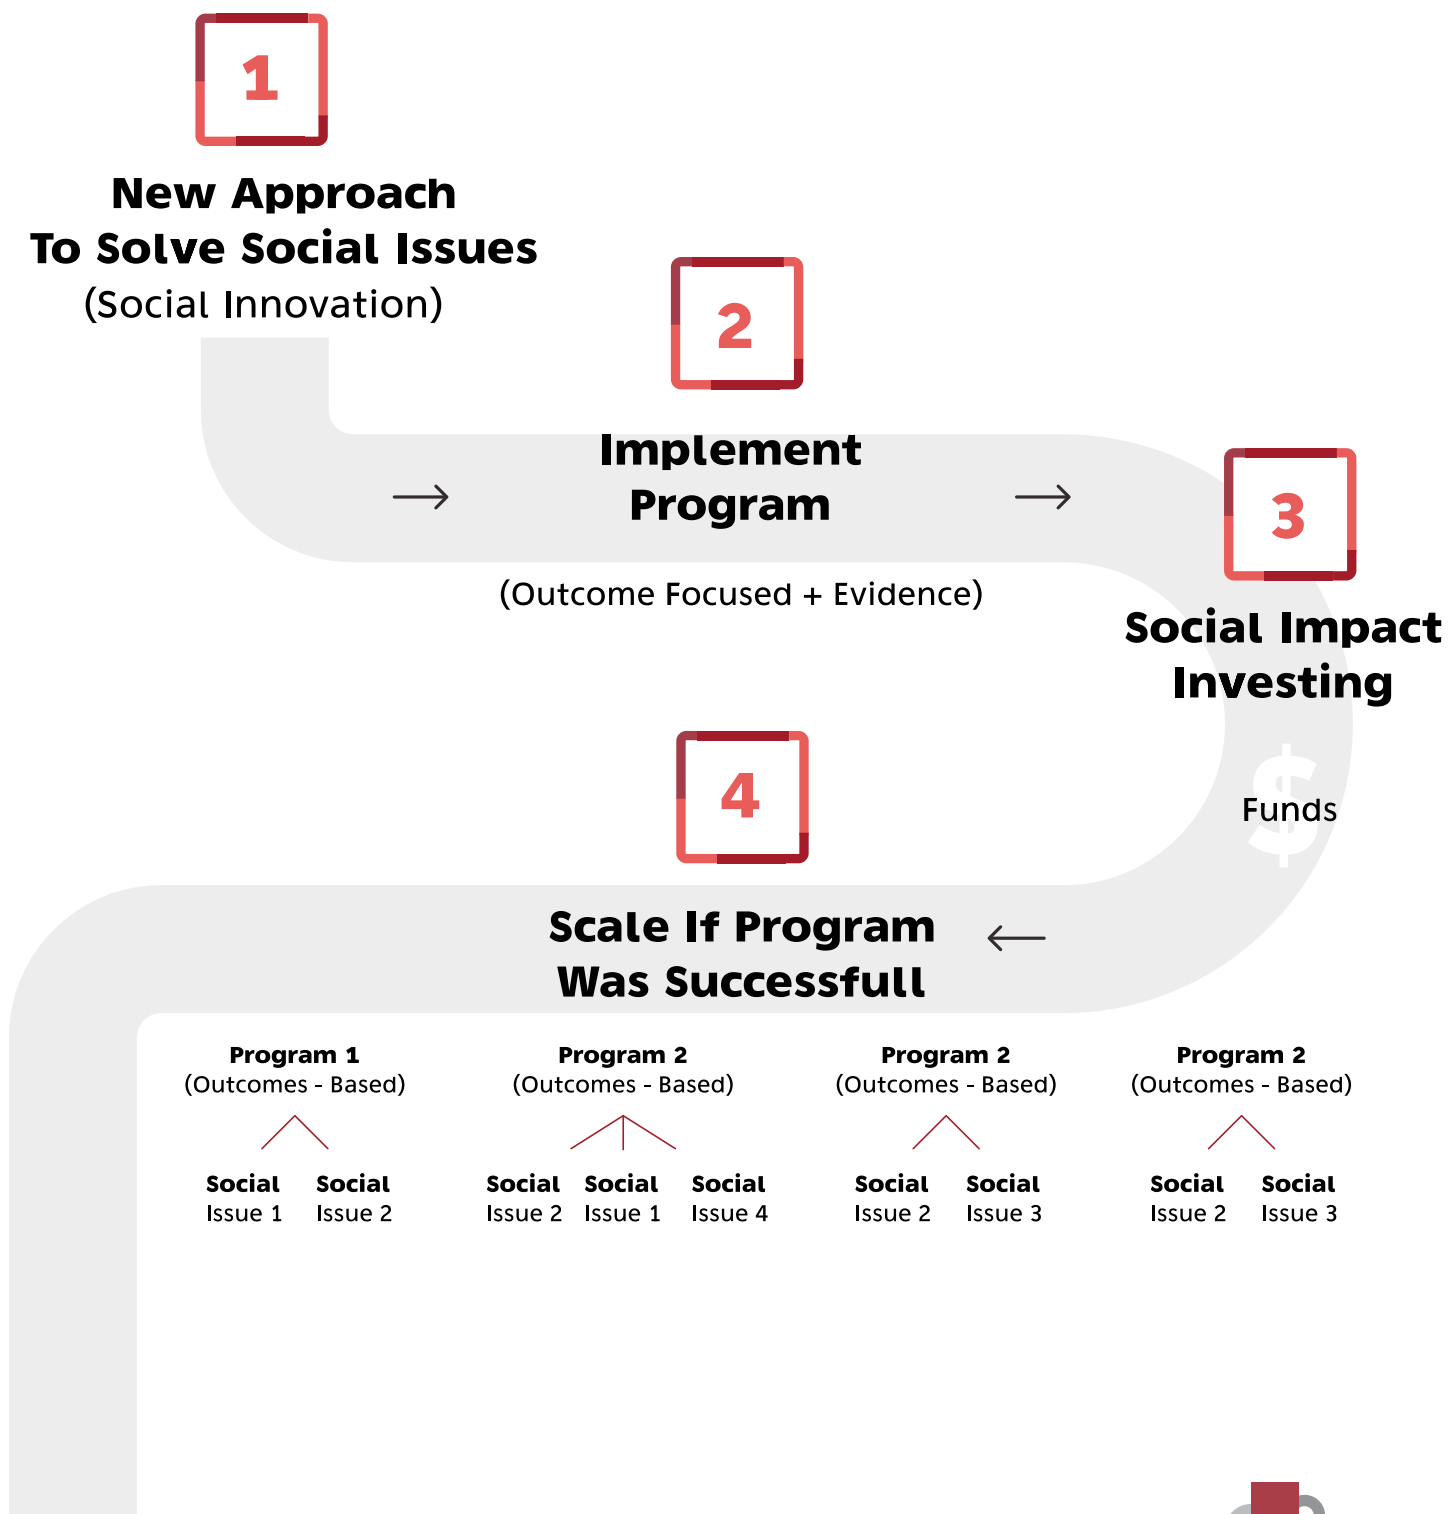 1
New Approach
To Solve Social Issues
(Social Innovation)
2
Implement
Program
(Outcome Focused + Evidence)
3
Social Impact
Investing
$
Funds
4
Scale If Program
Was Successfull
Program 1
(Outcomes - Based)
Social Social
Issue 1 Issue 2
Program 2
(Outcomes - Based)
Social Social Social
Issue 2 Issue 1 Issue 4
Program 2
(Outcomes - Based)
Social Social
Issue 2 Issue 3
Program 2
(Outcomes - Based)
Social Social
Issue 2 Issue 3